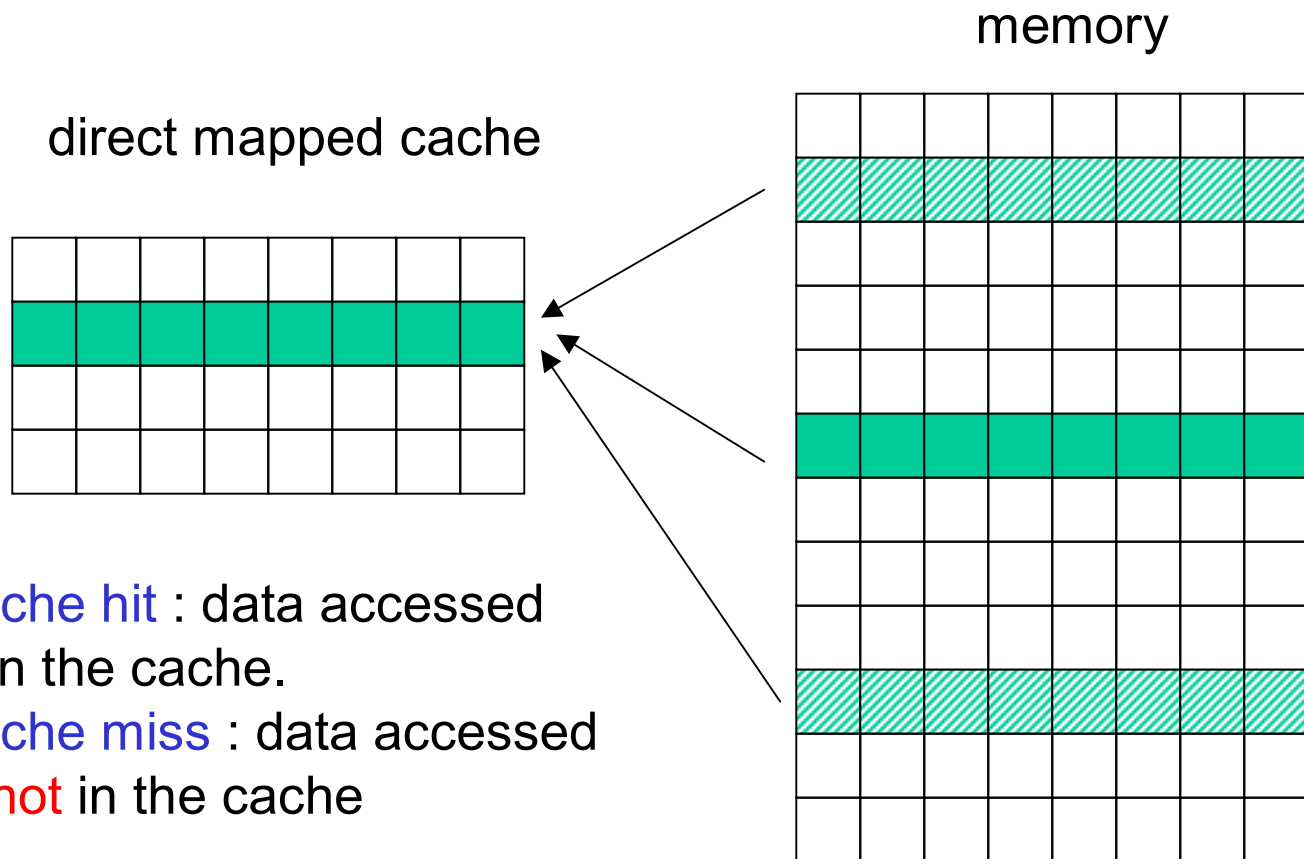 memory
direct mapped cache
che hit : data accessed
n the cache.
che miss : data accessed
not in the cache